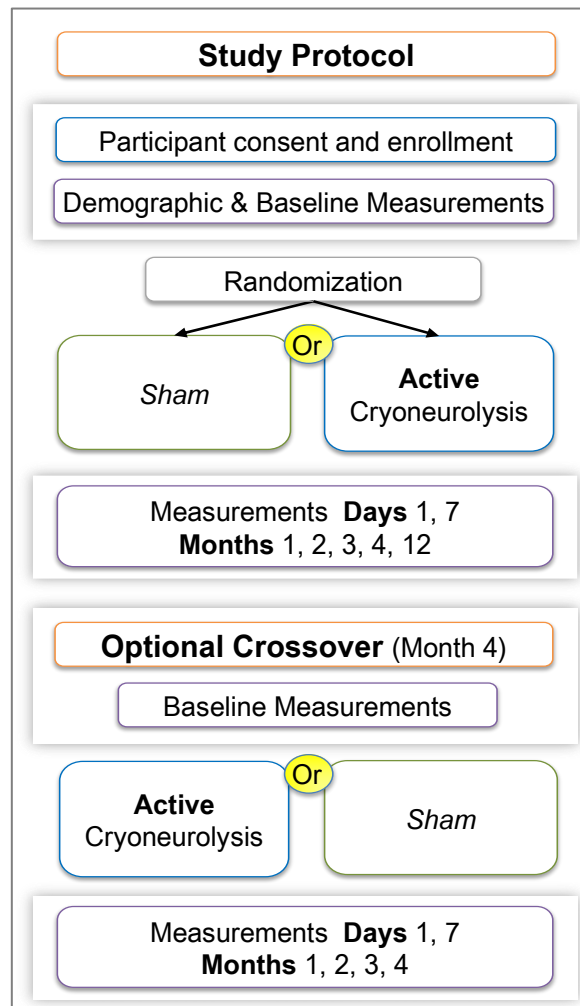 Study Protocol
Participant consent and enrollment
Demographic & Baseline Measurements
Randomization
Or
Sham
Active
Cryoneurolysis
Measurements Days 1, 7
Months 1, 2, 3, 4, 12
Optional Crossover (Month 4)
Baseline Measurements
Or
Active
Cryoneurolysis
Sham
Measurements Days 1, 7
Months 1, 2, 3, 4